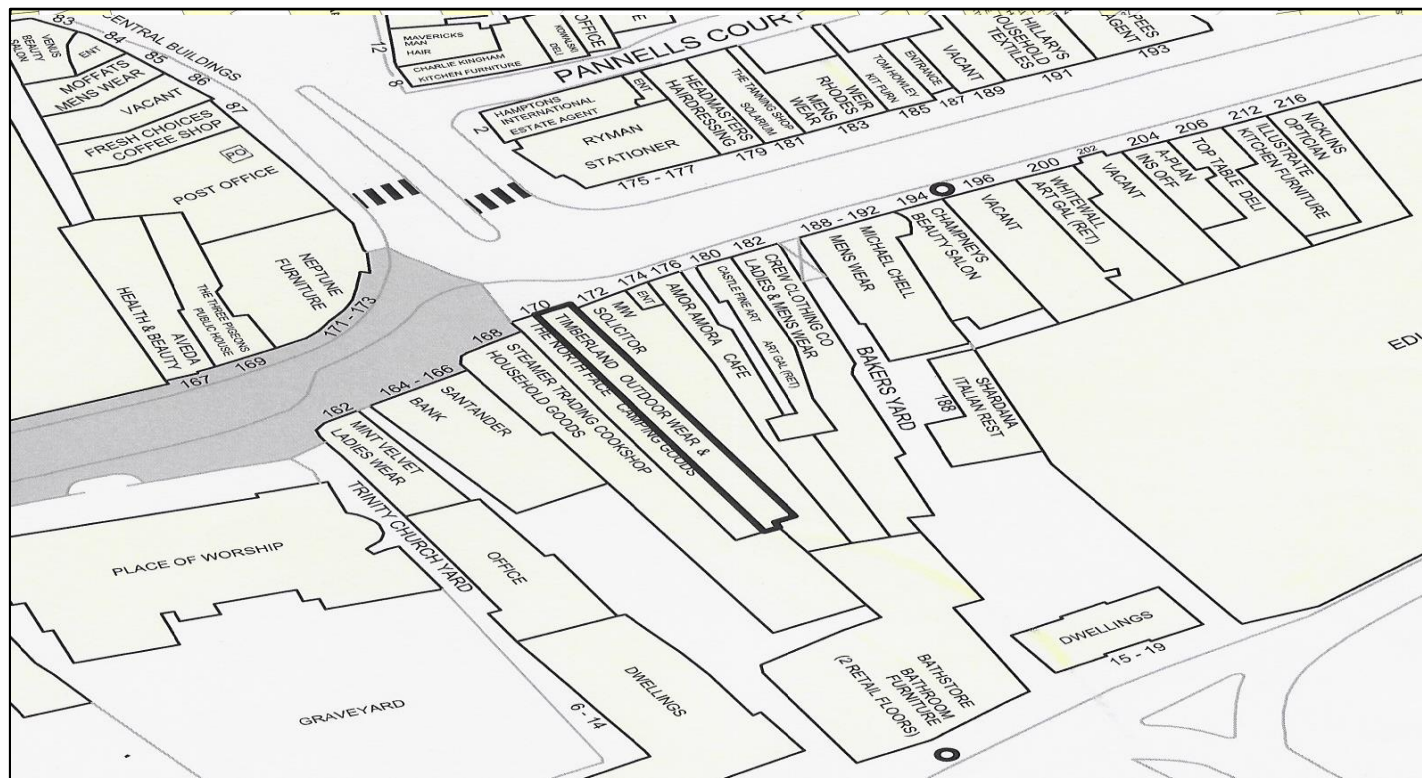 83
84
85
86
87
CENTRAL BUILDINGS
VENUS
BEAUTY
SALON
ENT
MOFFATS
MENS WEAR
VACANT
FRESH CHOICES
COFFEE SHOP
PO
POST OFFICE
NEPTUNE
FURNITURE
HEALTH & BEAUTY
AVEDA
THE THREE PIGEONS
PUBLIC HOUSE
167
169
171 - 173
12
8
MAVERICKS
MAN
HAIR
CHARLIE KINGHAM
KITCHEN FURNITURE
KOWALSKI
DELI
OFFICE
PANNELLS COURT
2
HAMPTONS
INTERNATIONAL
ESTATE AGENT
ENT
RYMAN
STATIONER
HEADMASTERS
HAIRDRESSING
THE TANNING SHOP
SOLARIUM
WEIR
RHODES
MENS
WEAR
TOM HOWLEY
KIT FURN
ENTRANCE
VACANT
HILLARYS
HOUSEHOLD
TEXTILES
AGENT
175 - 177
179
181
183
185
187
189
191
193
162
164 - 166
168
170
172
174
176
180
182
188 - 192
194
196
200
202
204
206
212
216
MINT VELVET
LADIES WEAR
SANTANDER
BANK
STEAMER TRADING COOKSHOP
HOUSEHOLD GOODS
THE NORTH FACE CAMPING GOODS
TIMBERLAND OUTDOOR WEAR &
MW
SOLICITOR
ENT
AMOR AMORA CAFE
CASTLE FINE ART
ART GAL (RET)
CREW CLOTHING CO
LADIES & MENS WEAR
MICHAEL CHELL
MENS WEAR
CHAMPNEYS
BEAUTY SALON
VACANT
WHITEWALL
ART GAL (RET)
VACANT
A-PLAN
INS OFF
TOP TABLE
DELI
ILLUSTRATE
KITCHEN FURNITURE
NICKLINS
OPTICIAN
BAKERS YARD
188
SHARDANA
ITALIAN REST
TRINITY CHURCH YARD
PLACE OF WORSHIP
OFFICE
DWELLINGS
6 - 14
GRAVEYARD
BATHSTORE
BATHROOM
FURNITURE
(2 RETAIL FLOORS)
DWELLINGS
15 - 19